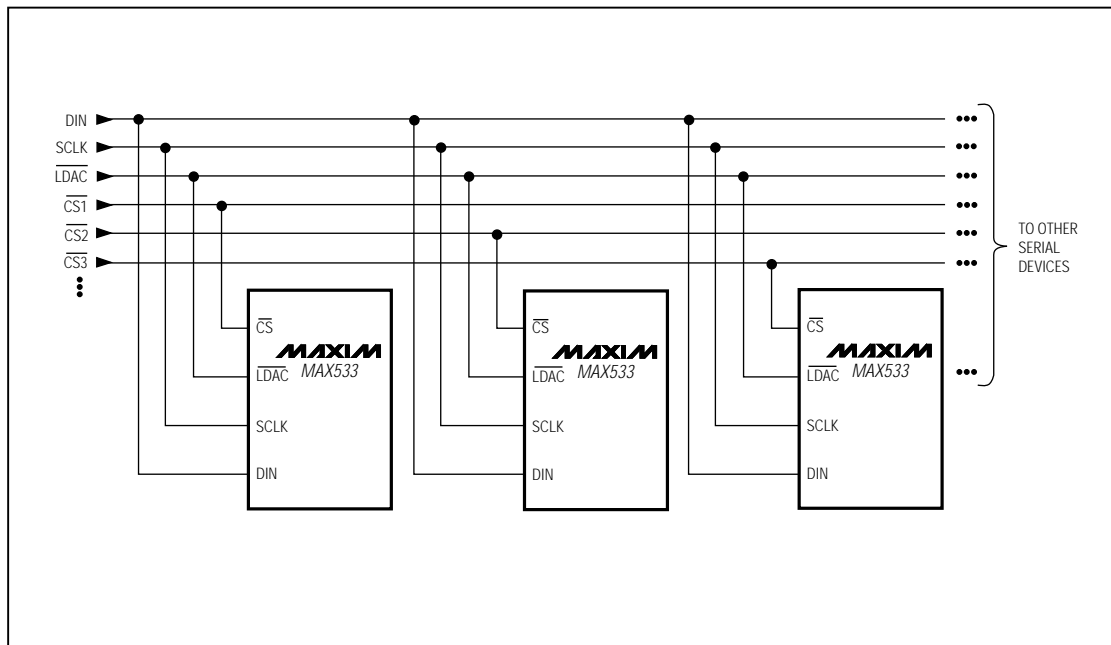 DIN
SCLK
LDAC
CS1
CS2
CS3
TO OTHER
SERIAL
DEVICES
CS
MAXIM
LDAC MAX533
SCLK
DIN
CS
MAXIM
LDAC MAX533
SCLK
DIN
CS
MAXIM
LDAC MAX533
SCLK
DIN